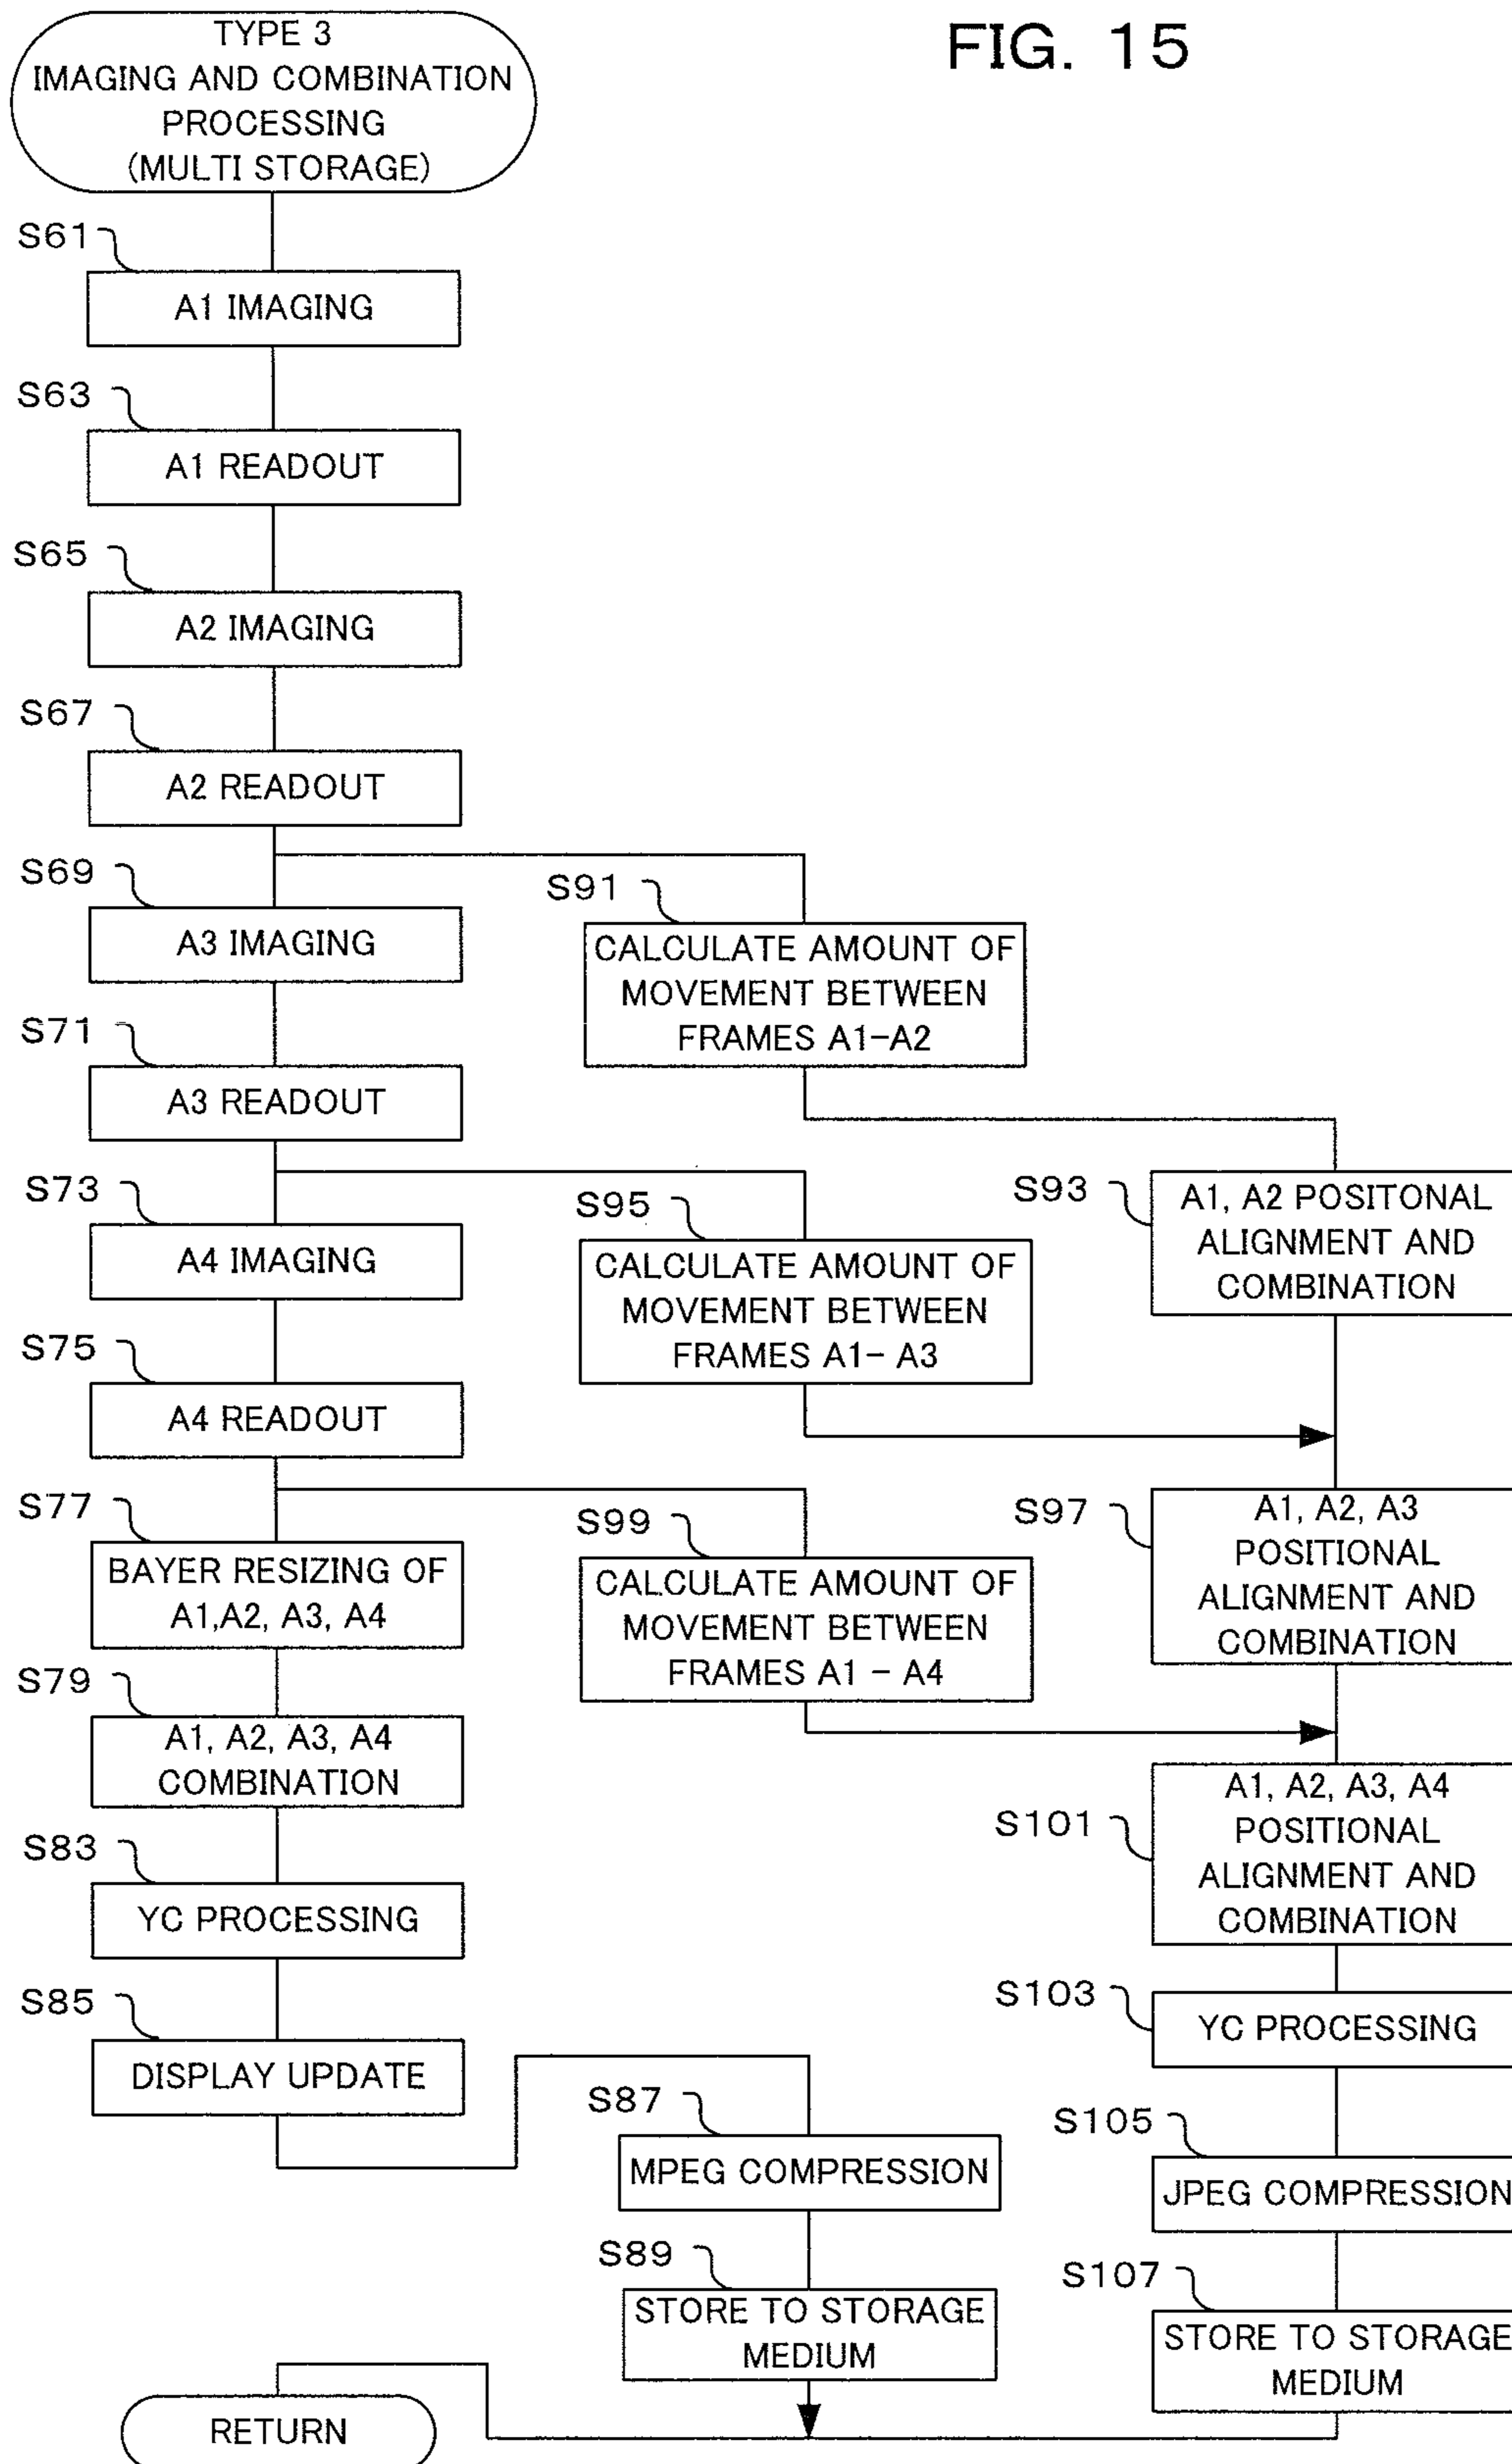 FIG. 15
TYPE 3
IMAGING AND COMBINATION
PROCESSING
(MULTI STORAGE)
S61
A1 IMAGING
S63
A1 READOUT
S65
A2 IMAGING
S67
A2 READOUT
S69
A3 IMAGING
S71
A3 READOUT
S73
A4 IMAGING
S75
A4 READOUT
S77
BAYER RESIZING OF
A1,A2, A3, A4
S79
A1, A2, A3, A4
COMBINATION
S83
YC PROCESSING
S85
DISPLAY UPDATE
S87
MPEG COMPRESSION
S89
STORE TO STORAGE
MEDIUM
S91
CALCULATE AMOUNT OF
MOVEMENT BETWEEN
FRAMES A1-A2
S93
A1, A2 POSITONAL
ALIGNMENT AND
COMBINATION
S95
CALCULATE AMOUNT OF
MOVEMENT BETWEEN
FRAMES A1- A3
S97
A1, A2, A3
POSITIONAL
ALIGNMENT AND
COMBINATION
S99
CALCULATE AMOUNT OF
MOVEMENT BETWEEN
FRAMES A1 - A4
S101
A1, A2, A3, A4
POSITIONAL
ALIGNMENT AND
COMBINATION
S103
YC PROCESSING
S105
JPEG COMPRESSION
S107
STORE TO STORAGE
MEDIUM
RETURN